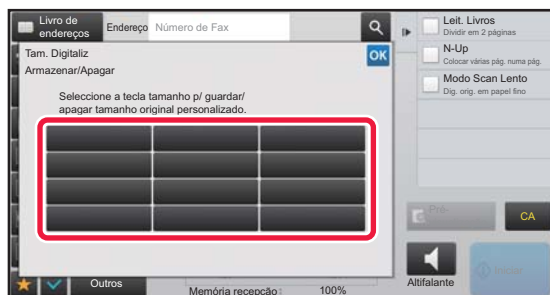 Livro de
endereços
Endereço
Número de Fax
Tam. Digitaliz
OK
Armazenar/Apagar
Seleccione a tecla tamanho p/ guardar/
apagar tamanho original personalizado.
Leit. Livros
Dividir em 2 páginas
N-Up
Colocar várias pág. numa pág.
Modo Scan Lento
Dig. orig. em papel fino
CA
Iniciar
Altifalante
Outros
Memória recepção:
100%